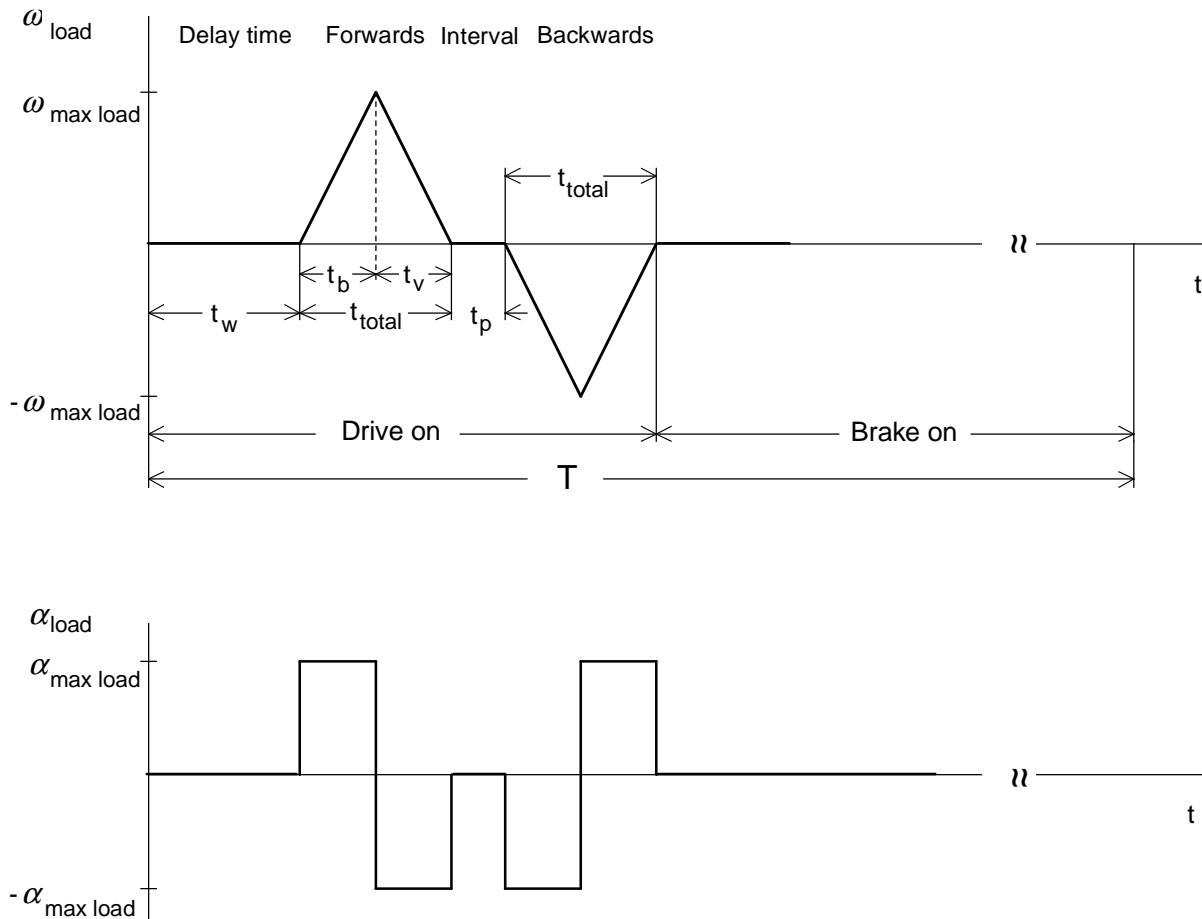 ω load
Delay time Forwards Interval Backwards
ω max load
t total
t b t v
t w t total t p
t
-ω max load
Drive on Brake on
T
α load
α max load
t
-α max load